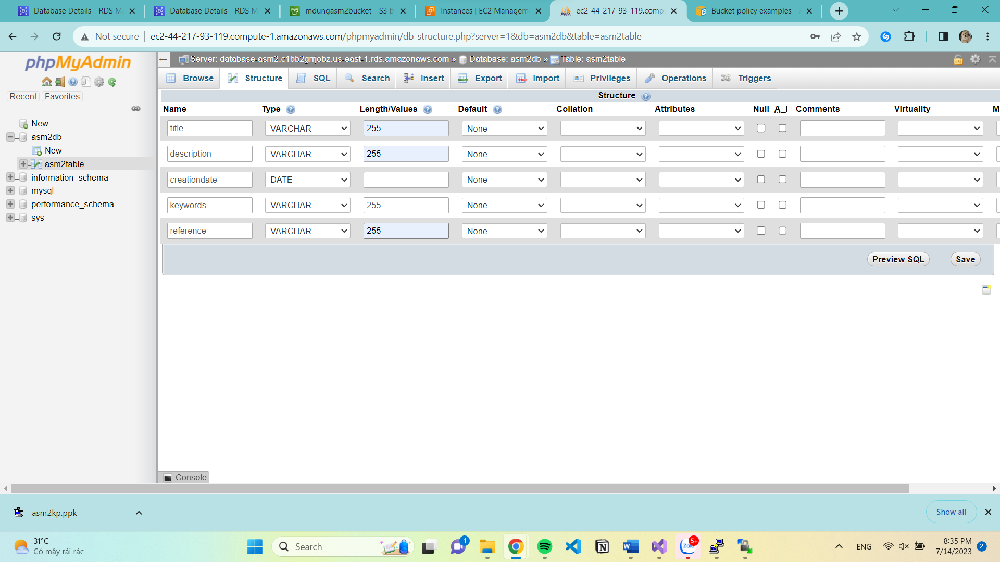 Database Details - RDS M
Database Details - RDS M
mdungasm2bucket - S3 b
Instances | EC2 Managem
ec2-44-217-93-119.comp
Bucket policy examples -
Not secure
ec2-44-217-93-119.compute-1.amazonaws.com/phpmyadmin/db_structure.php?server=1&db=asm2db&table=asm2table
phpMyAdmin
Recent Favorites
New
asm2db
New
asm2table
information_schema
mysql
performance_schema
sys
Server: database-asm2.c1bb2grrjobz.us-east-1.rds.amazonaws.com » Database: asm2db » Table: asm2table
Browse Structure SQL Search Insert Export Import Privileges Operations Triggers
Structure
Name Type Length/Values Default Collation Attributes Null A_I Comments Virtuality M
title VARCHAR 255 None
description VARCHAR 255 None
creationdate DATE None
keywords VARCHAR 255 None
reference VARCHAR 255 None
Preview SQL Save
Console
asm2kp.ppk
Show all
31°C
Có mây rải rác
Search
1
Zalo
5+
ENG
8:35 PM
7/14/2023
2